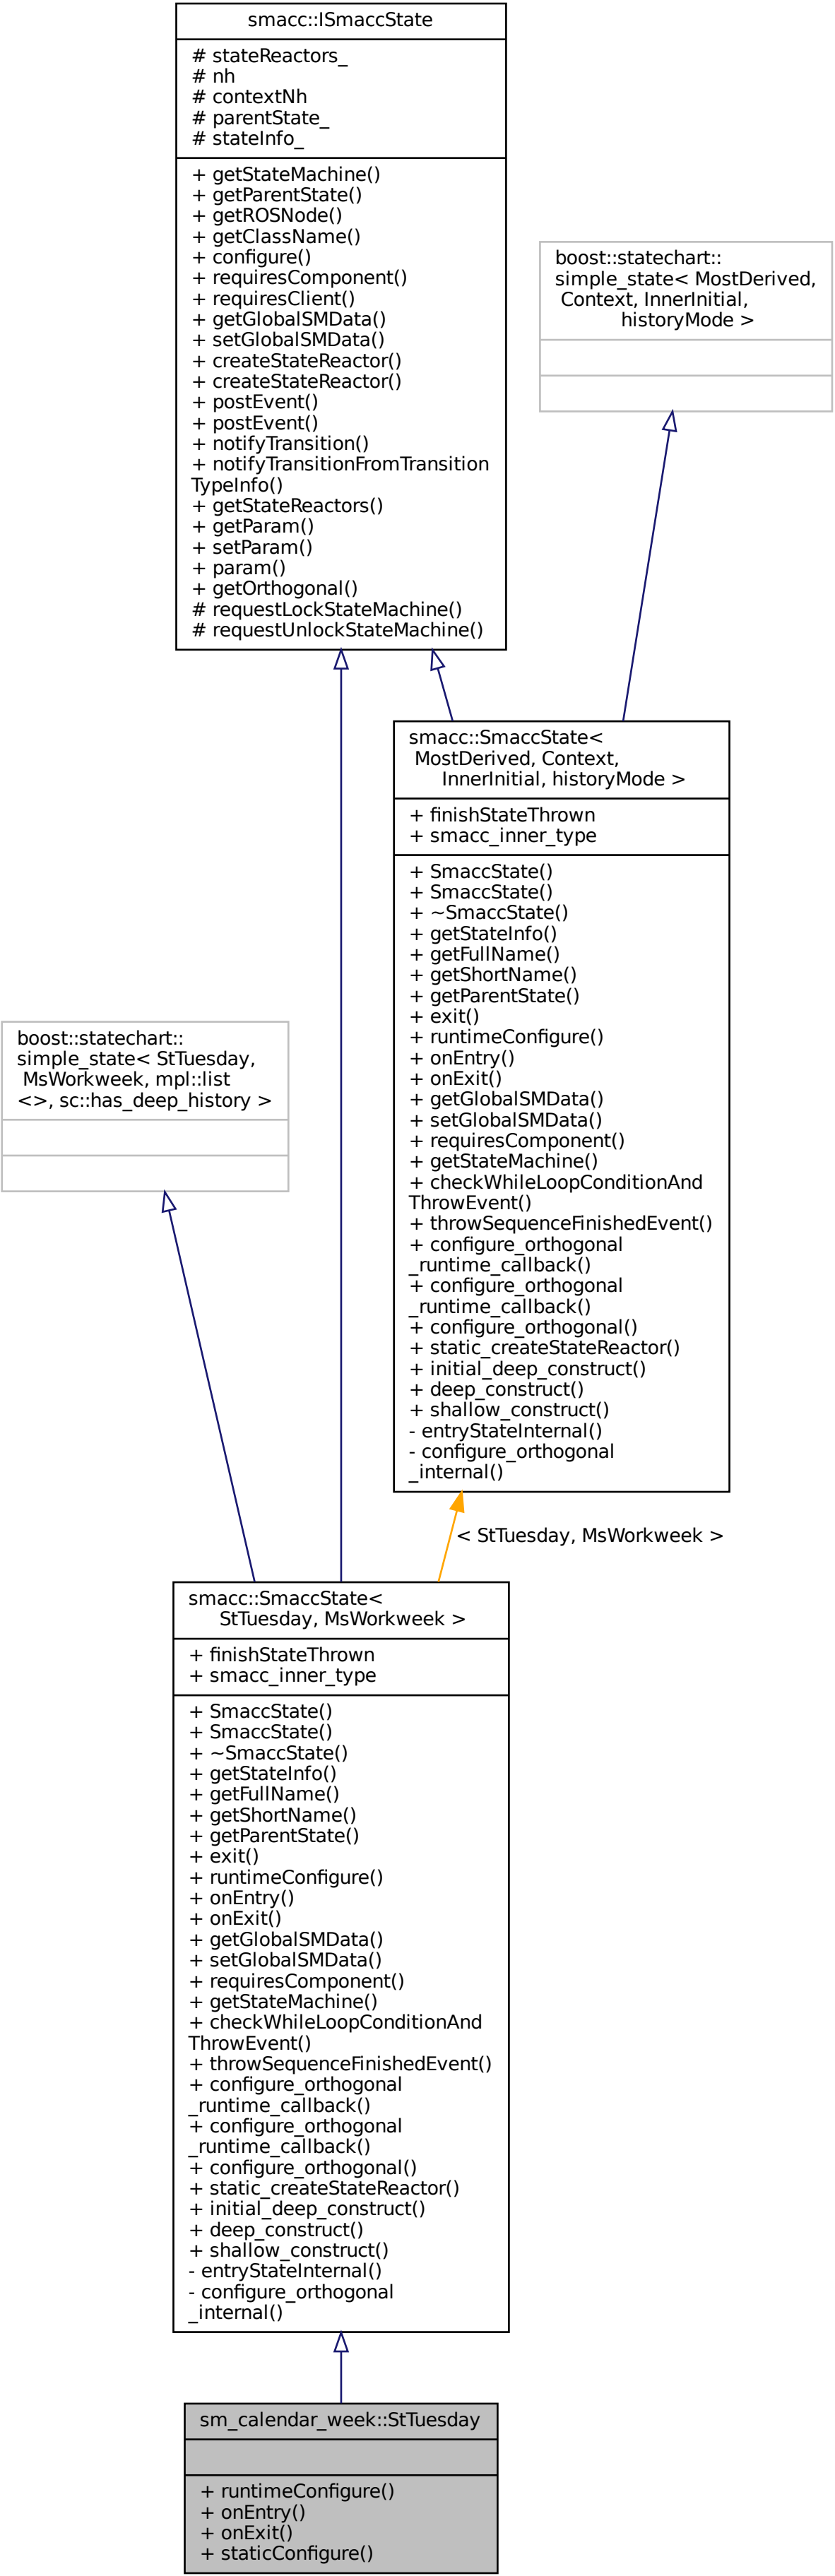 smacc::ISmaccState
# stateReactors_
# nh
# contextNh
# parentState_
# stateInfo_
+ getStateMachine()
+ getParentState()
+ getROSNode()
+ getClassName()
+ configure()
+ requiresComponent()
+ requiresClient()
+ getGlobalSMData()
+ setGlobalSMData()
+ createStateReactor()
+ createStateReactor()
+ postEvent()
+ postEvent()
+ notifyTransition()
+ notifyTransitionFromTransition
TypeInfo()
+ getStateReactors()
+ getParam()
+ setParam()
+ param()
+ getOrthogonal()
# requestLockStateMachine()
# requestUnlockStateMachine()
boost::statechart::
simple_state< MostDerived,
Context, InnerInitial,
historyMode >
smacc::SmaccState<
MostDerived, Context,
InnerInitial, historyMode >
+ finishStateThrown
+ smacc_inner_type
+ SmaccState()
+ SmaccState()
+ ~SmaccState()
+ getStateInfo()
+ getFullName()
+ getShortName()
+ getParentState()
+ exit()
+ runtimeConfigure()
+ onEntry()
+ onExit()
+ getGlobalSMData()
+ setGlobalSMData()
+ requiresComponent()
+ getStateMachine()
+ checkWhileLoopConditionAnd
ThrowEvent()
+ throwSequenceFinishedEvent()
+ configure_orthogonal
_runtime_callback()
+ configure_orthogonal
_runtime_callback()
+ configure_orthogonal()
+ static_createStateReactor()
+ initial_deep_construct()
+ deep_construct()
+ shallow_construct()
- entryStateInternal()
- configure_orthogonal
_internal()
boost::statechart::
simple_state< StTuesday,
MsWorkweek, mpl::list
<>, sc::has_deep_history >
< StTuesday, MsWorkweek >
smacc::SmaccState<
StTuesday, MsWorkweek >
+ finishStateThrown
+ smacc_inner_type
+ SmaccState()
+ SmaccState()
+ ~SmaccState()
+ getStateInfo()
+ getFullName()
+ getShortName()
+ getParentState()
+ exit()
+ runtimeConfigure()
+ onEntry()
+ onExit()
+ getGlobalSMData()
+ setGlobalSMData()
+ requiresComponent()
+ getStateMachine()
+ checkWhileLoopConditionAnd
ThrowEvent()
+ throwSequenceFinishedEvent()
+ configure_orthogonal
_runtime_callback()
+ configure_orthogonal
_runtime_callback()
+ configure_orthogonal()
+ static_createStateReactor()
+ initial_deep_construct()
+ deep_construct()
+ shallow_construct()
- entryStateInternal()
- configure_orthogonal
_internal()
sm_calendar_week::StTuesday
+ runtimeConfigure()
+ onEntry()
+ onExit()
+ staticConfigure()